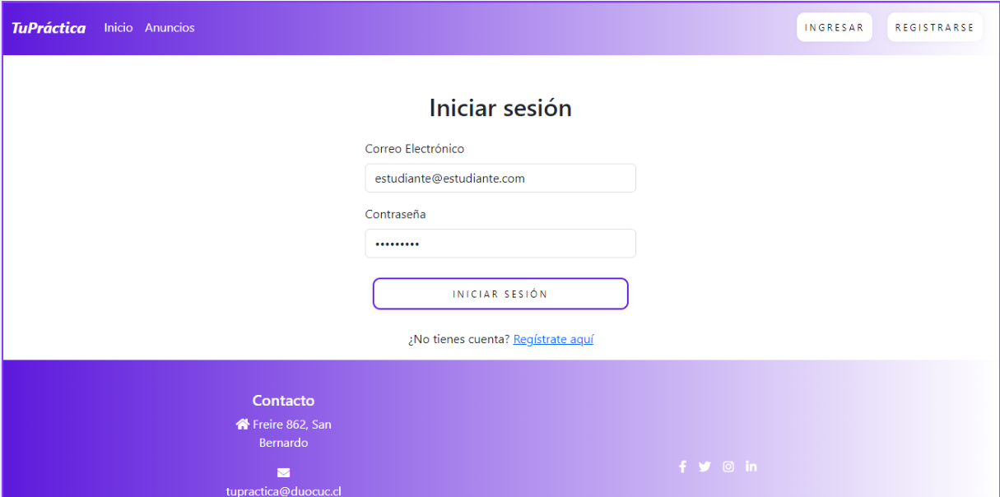 TuPráctica Inicio Anuncios INGRESAR REGISTRARSE
Iniciar sesión
Correo Electrónico
estudiante@estudiante.com
Contraseña
•••••••••
INICIAR SESIÓN
¿No tienes cuenta? Regístrate aquí
Contacto
Freire 862, San
Bernardo
tupractica@duocuc.cl